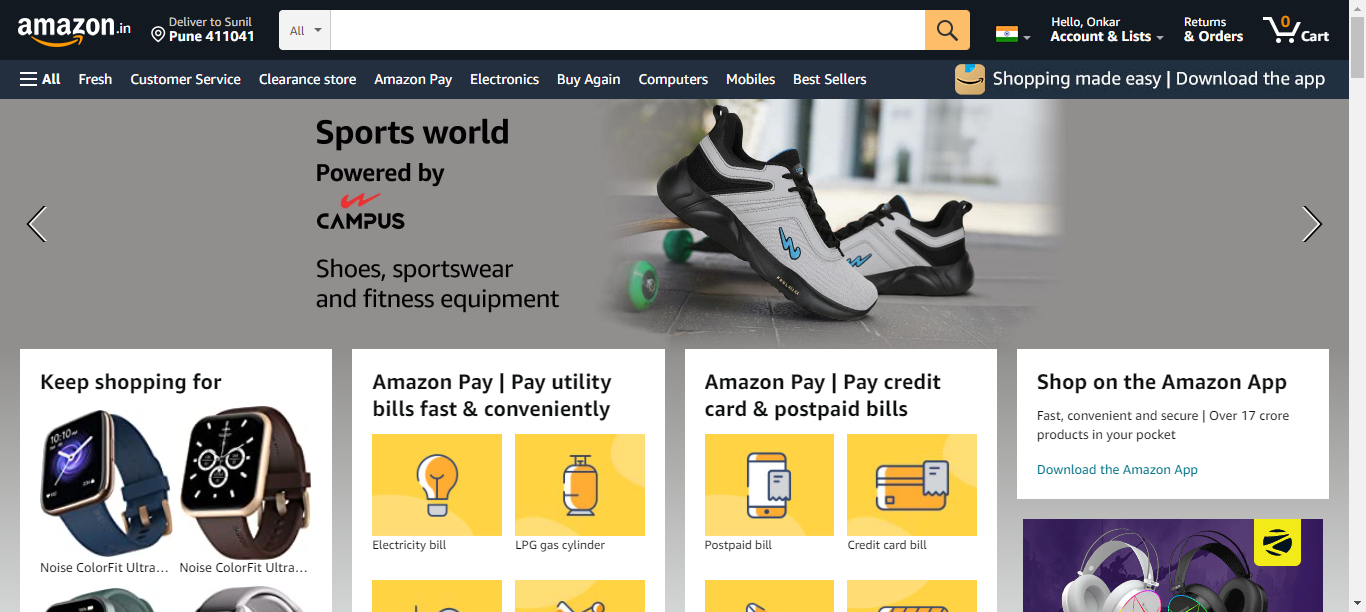 amazon.in
Deliver to Sunil
Pune 411041
All
Hello, Onkar
Account & Lists
Returns
& Orders
0
Cart
All
Fresh
Customer Service
Clearance store
Amazon Pay
Electronics
Buy Again
Computers
Mobiles
Best Sellers
Shopping made easy | Download the app
Sports world
Powered by
CAMPUS
Shoes, sportswear
and fitness equipment
Keep shopping for
10:10
Noise ColorFit Ultra…
Noise ColorFit Ultra…
Amazon Pay | Pay utility
bills fast & conveniently
Electricity bill
LPG gas cylinder
Amazon Pay | Pay credit
card & postpaid bills
Postpaid bill
Credit card bill
Shop on the Amazon App
Fast, convenient and secure | Over 17 crore
products in your pocket
Download the Amazon App